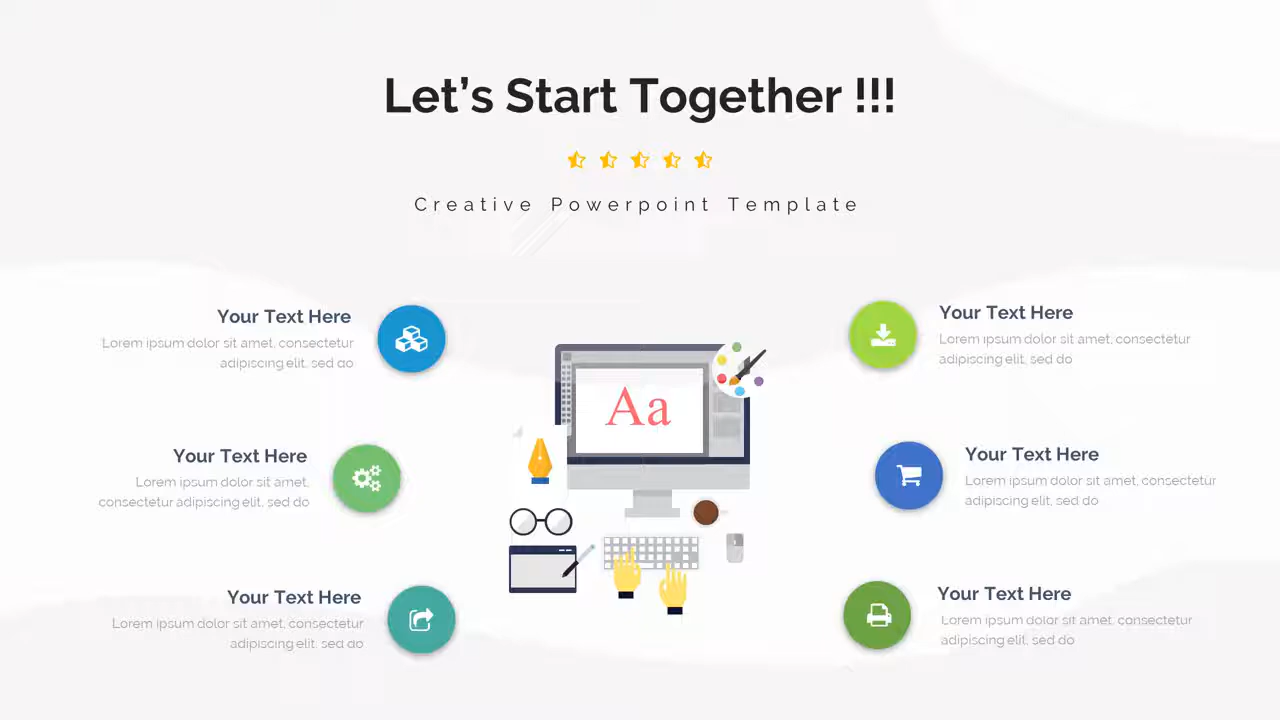 Let's Start Together !!!
Creative Powerpoint Template
Your Text Here
Lorem ipsum dolor sit amet, consectetur
adipiscing elit, sed do
Your Text Here
Lorem ipsum dolor sit amet,
consectetur adipiscing elit, sed do
Your Text Here
Lorem ipsum dolor sit amet, consectetur
adipiscing elit, sed do
Aa
Your Text Here
Lorem ipsum dolor sit amet, consectetur
adipiscing elit, sed do
Your Text Here
Lorem ipsum dolor sit amet, consectetur
adipiscing elit, sed do
Your Text Here
Lorem ipsum dolor sit amet, consectetur
adipiscing elit, sed do